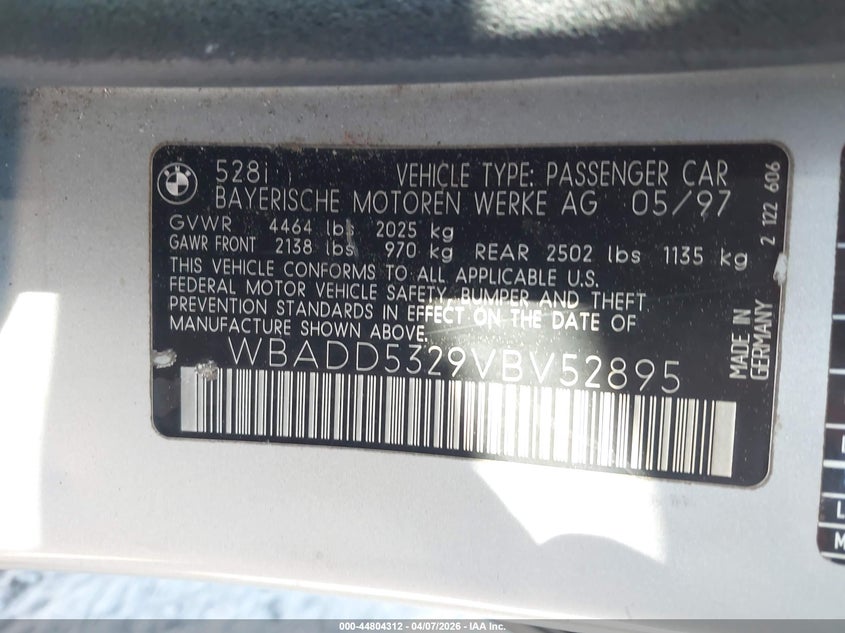 528i VEHICLE TYPE: PASSENGER CAR
BAYERISCHE MOTOREN WERKE AG 05/97
GVWR 4464 lbs 2025 kg
GAWR FRONT 2138 lbs 970 kg REAR 2502 lbs 1135 kg
THIS VEHICLE CONFORMS TO ALL APPLICABLE U.S.
FEDERAL MOTOR VEHICLE SAFETY, BUMPER AND THEFT
PREVENTION STANDARDS IN EFFECT ON THE DATE OF
MANUFACTURE SHOWN ABOVE.
WBADD5329VBV52895
MADE IN
GERMANY
2 122 606
BMW
L
M
000-44804312 - 04/07/2026 - IAA Inc.